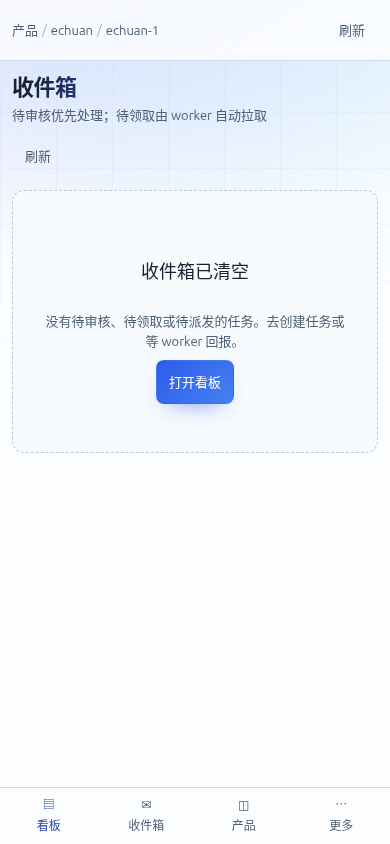 产品 / echuan / echuan-1
刷新
收件箱
待审核优先处理；待领取由 worker 自动拉取
刷新
收件箱已清空
没有待审核、待领取或待派发的任务。去创建任务或
等 worker 回报。
打开看板
看板
收件箱
产品
更多